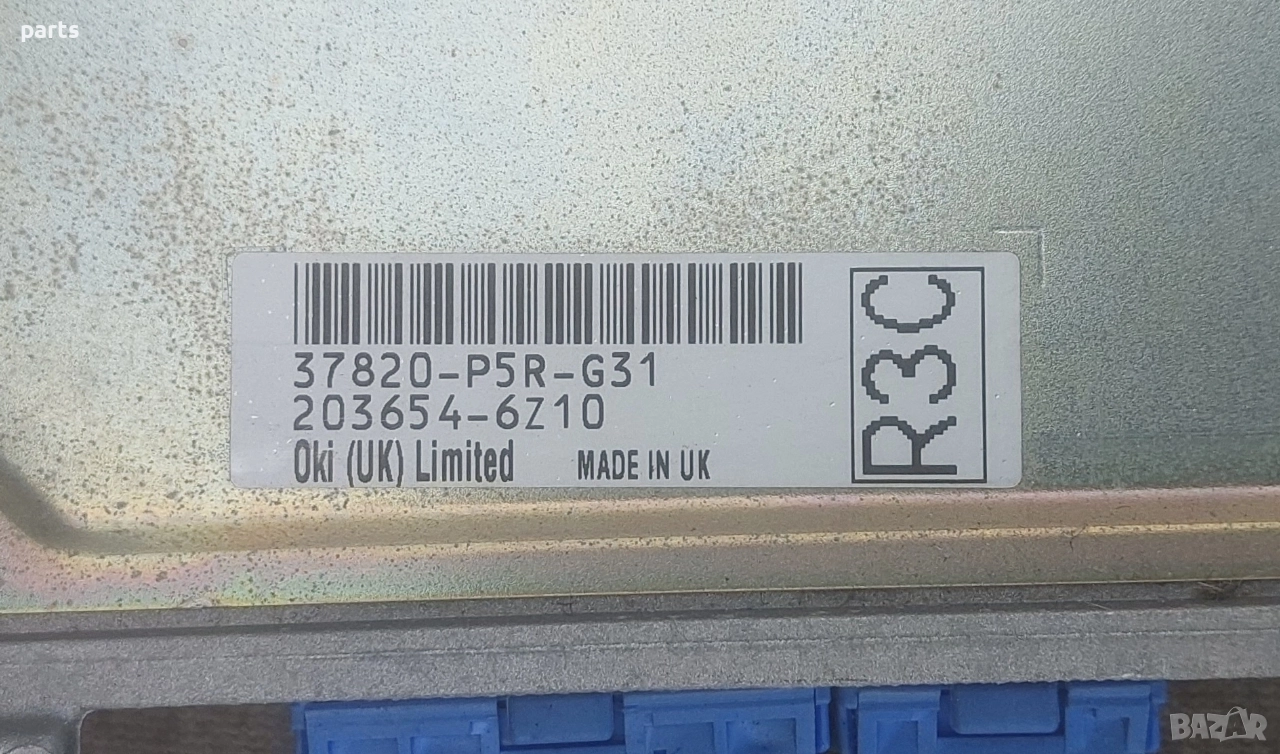 parts
37820-P5R-G31
203654-6Z10
Oki (UK) Limited MADE IN UK
R3C
BAZAR